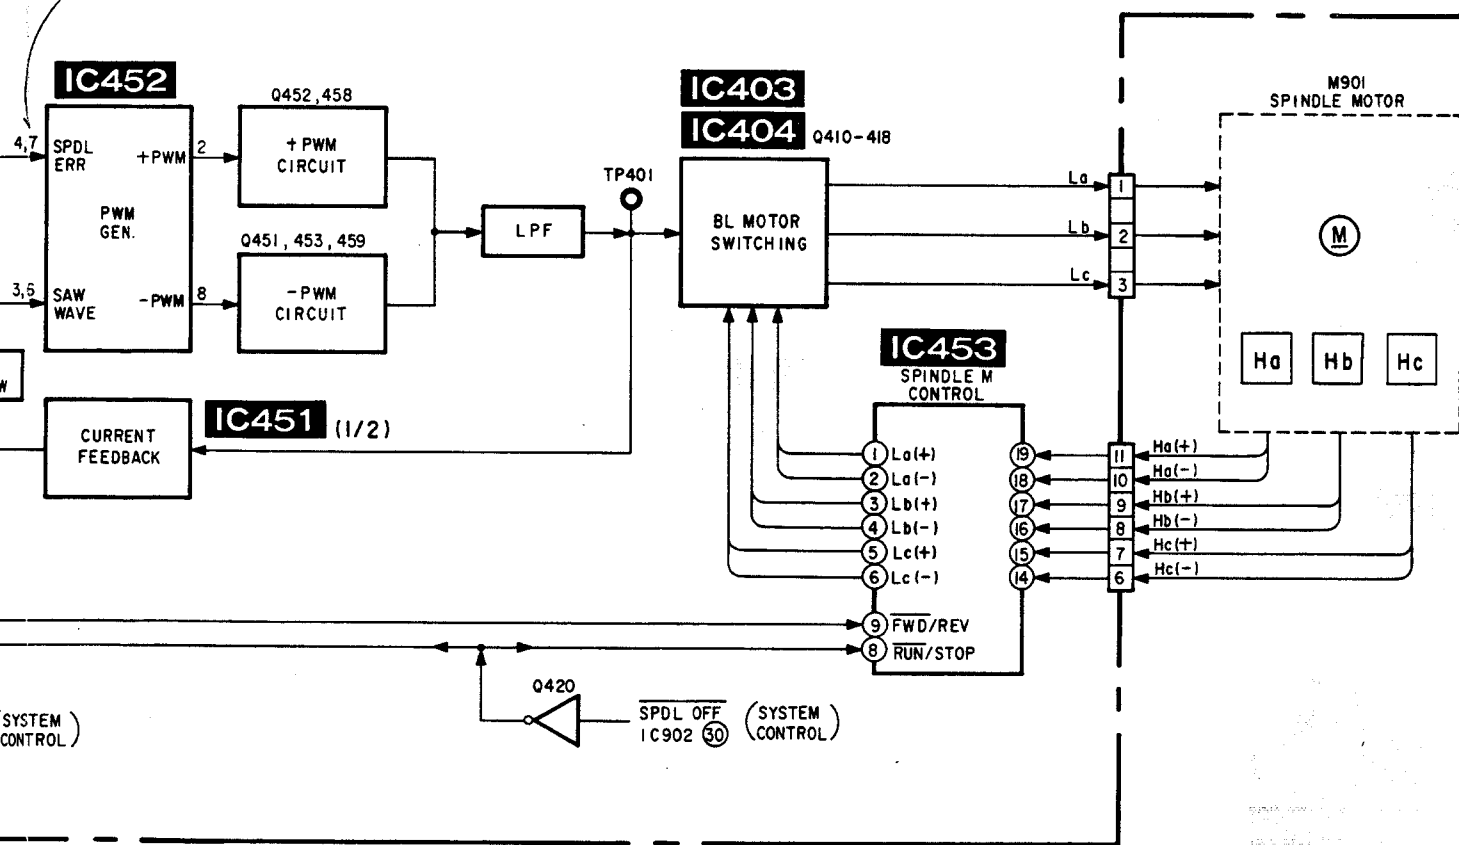 IC452
4,7
SPDL
ERR
+PWM
2
PWM
GEN.
3,6
SAW
WAVE
-PWM
8
Q452,458
+PWM
CIRCUIT
Q451,453,459
-PWM
CIRCUIT
LPF
TP401
IC403
IC404
Q410-418
BL MOTOR
SWITCHING
La
1
Lb
2
Lc
3
M901
SPINDLE MOTOR
M
Ha
Hb
Hc
W
CURRENT
FEEDBACK
IC451
(1/2)
IC453
SPINDLE M
CONTROL
1 La(+) 19 11 Ha(+)
2 La(-) 18 10 Ha(-)
3 Lb(+) 17 9 Hb(+)
4 Lb(-) 16 8 Hb(-)
5 Lc(+) 15 7 Hc(+)
6 Lc(-) 14 6 Hc(-)
9 FWD/REV
8 RUN/STOP
Q420
SPDL OFF
IC902 30
(SYSTEM
CONTROL)
(SYSTEM
CONTROL)